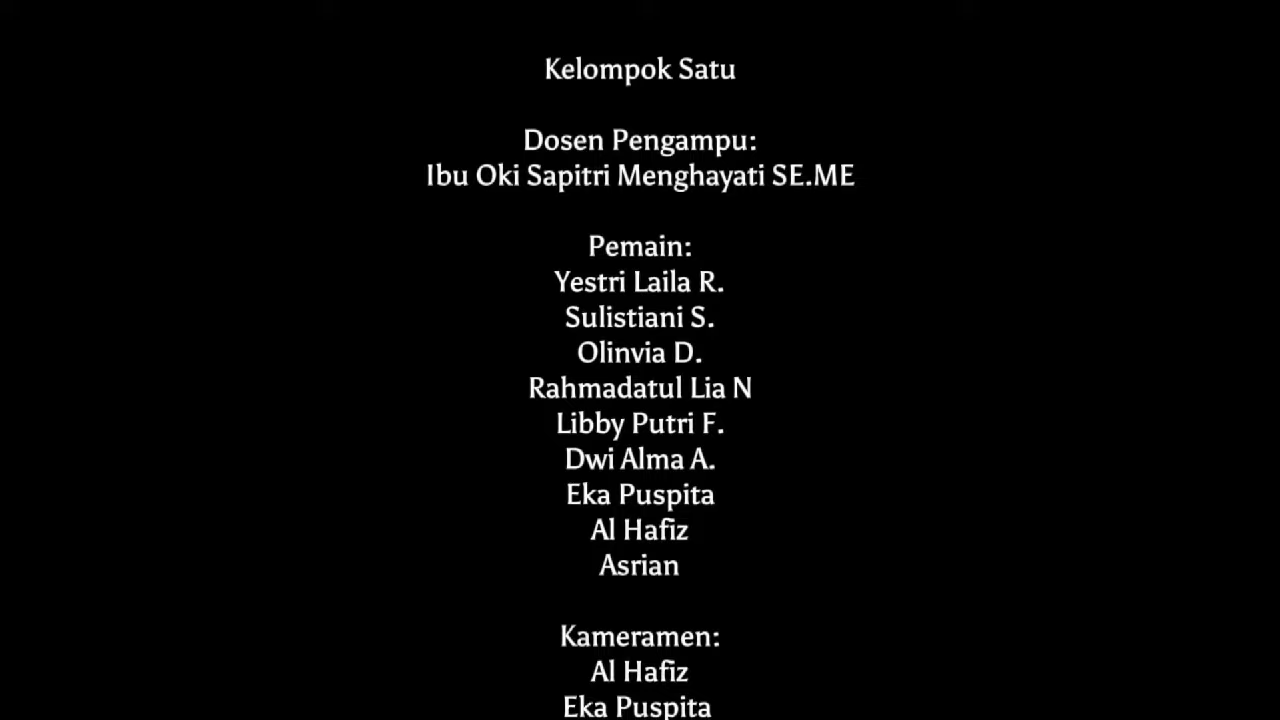 Kelompok Satu
Dosen Pengampu:
Ibu Oki Sapitri Menghayati SE.ME
Pemain:
Yestri Laila R.
Sulistiani S.
Olinvia D.
Rahmadatul Lia N
Libby Putri F.
Dwi Alma A.
Eka Puspita
Al Hafiz
Asrian
Kameramen:
Al Hafiz
Eka Puspita